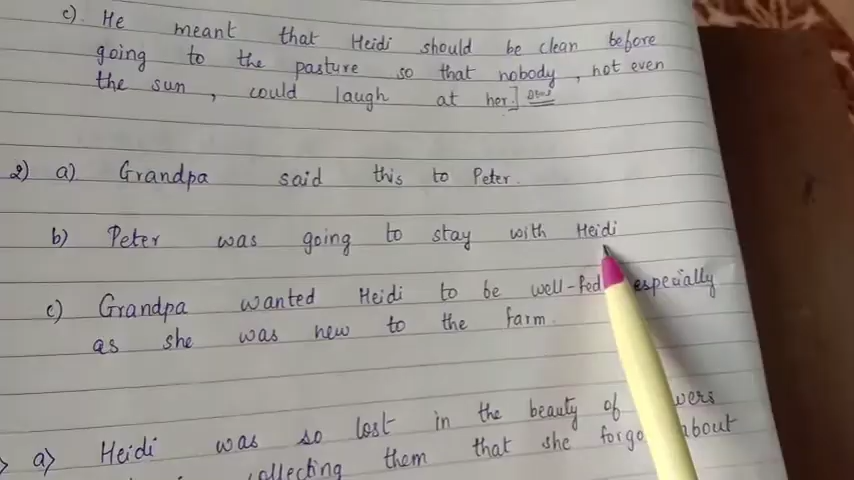 c). He meant that Heidi should be clean before
going to the pasture so that nobody, not even
the sun, could laugh at her.]
2) a) Grandpa said this to Peter.
b) Peter was going to stay with Heidi
c) Grandpa wanted Heidi to be well-fed especially
as she was new to the farm.
a) Heidi was so lost in the beauty of
collecting them that she about